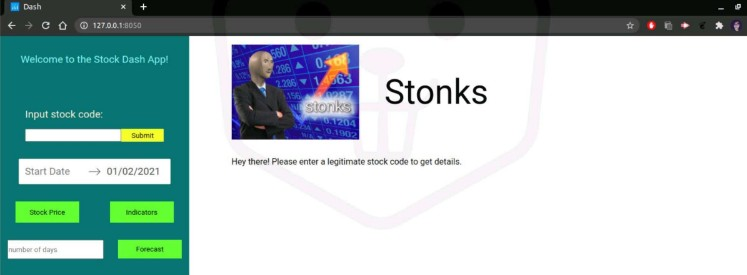 Dash
127.0.0.1:8050
Welcome to the Stock Dash App!
Input stock code:
Submit
Start Date → 01/02/2021
Stock Price
Indicators
number of days
Forecast
stonks
Stonks
Hey there! Please enter a legitimate stock code to get details.